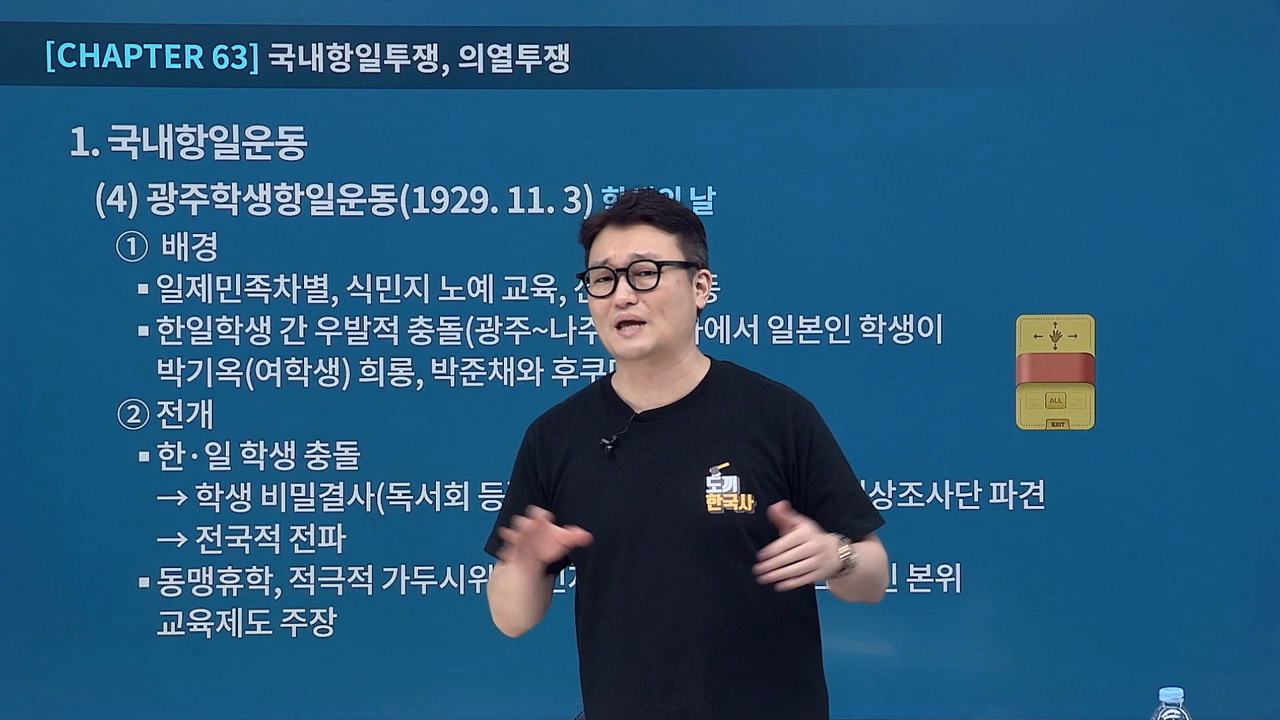 [CHAPTER 63] 국내항일투쟁, 의열투쟁
1. 국내항일운동
(4) 광주학생항일운동(1929. 11. 3) 날
① 배경
▪ 일제민족차별, 식민지 노예 교육,
▪ 한일학생 간 우발적 충돌(광주~나주 에서 일본인 학생이
박기옥(여학생) 희롱, 박준채와
② 전개
▪ 한·일 학생 충돌
→ 학생 비밀결사(독서회 상조사단 파견
→ 전국적 전파
▪ 동맹휴학, 적극적 가두시위 본위
교육제도 주장
ALL
EXIT
도끼
한국사